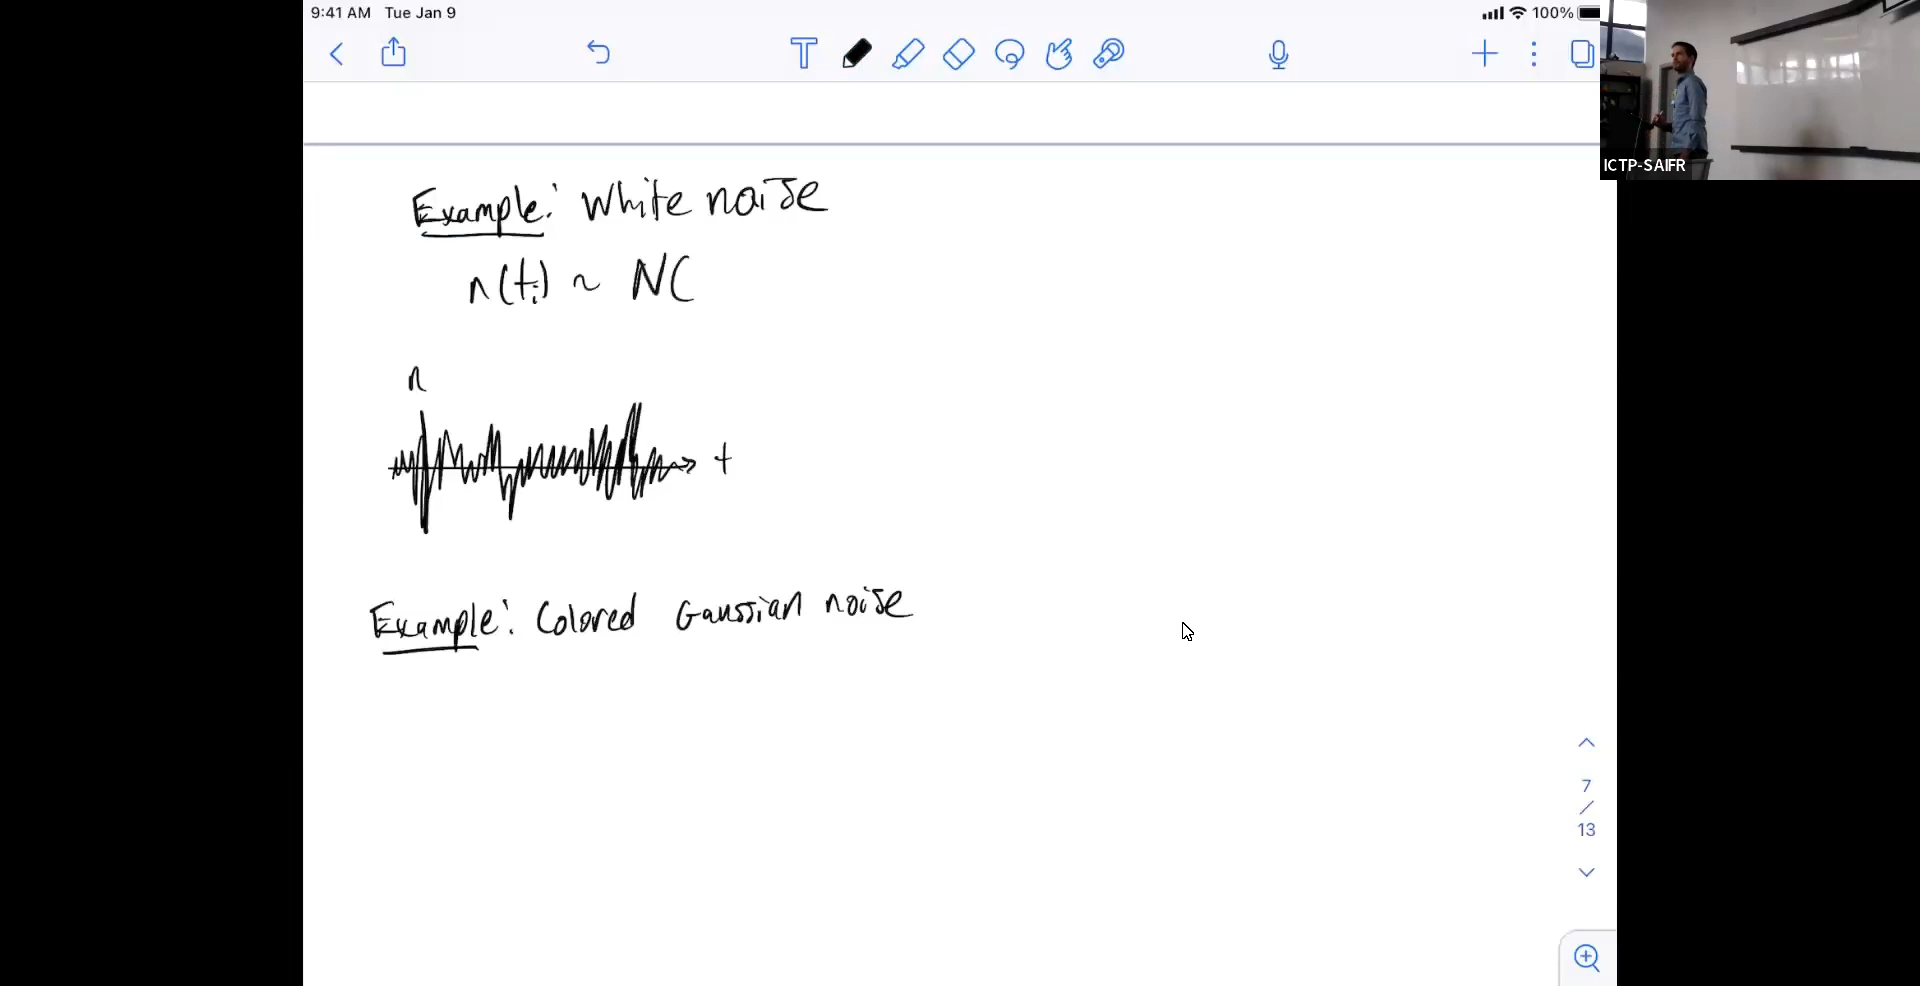 9:41 AM Tue Jan 9 100%
ICTP-SAIFR
Example: White noise
n(tᵢ) ~ N(
n
t
Example: Colored Gaussian noise
7
/
13